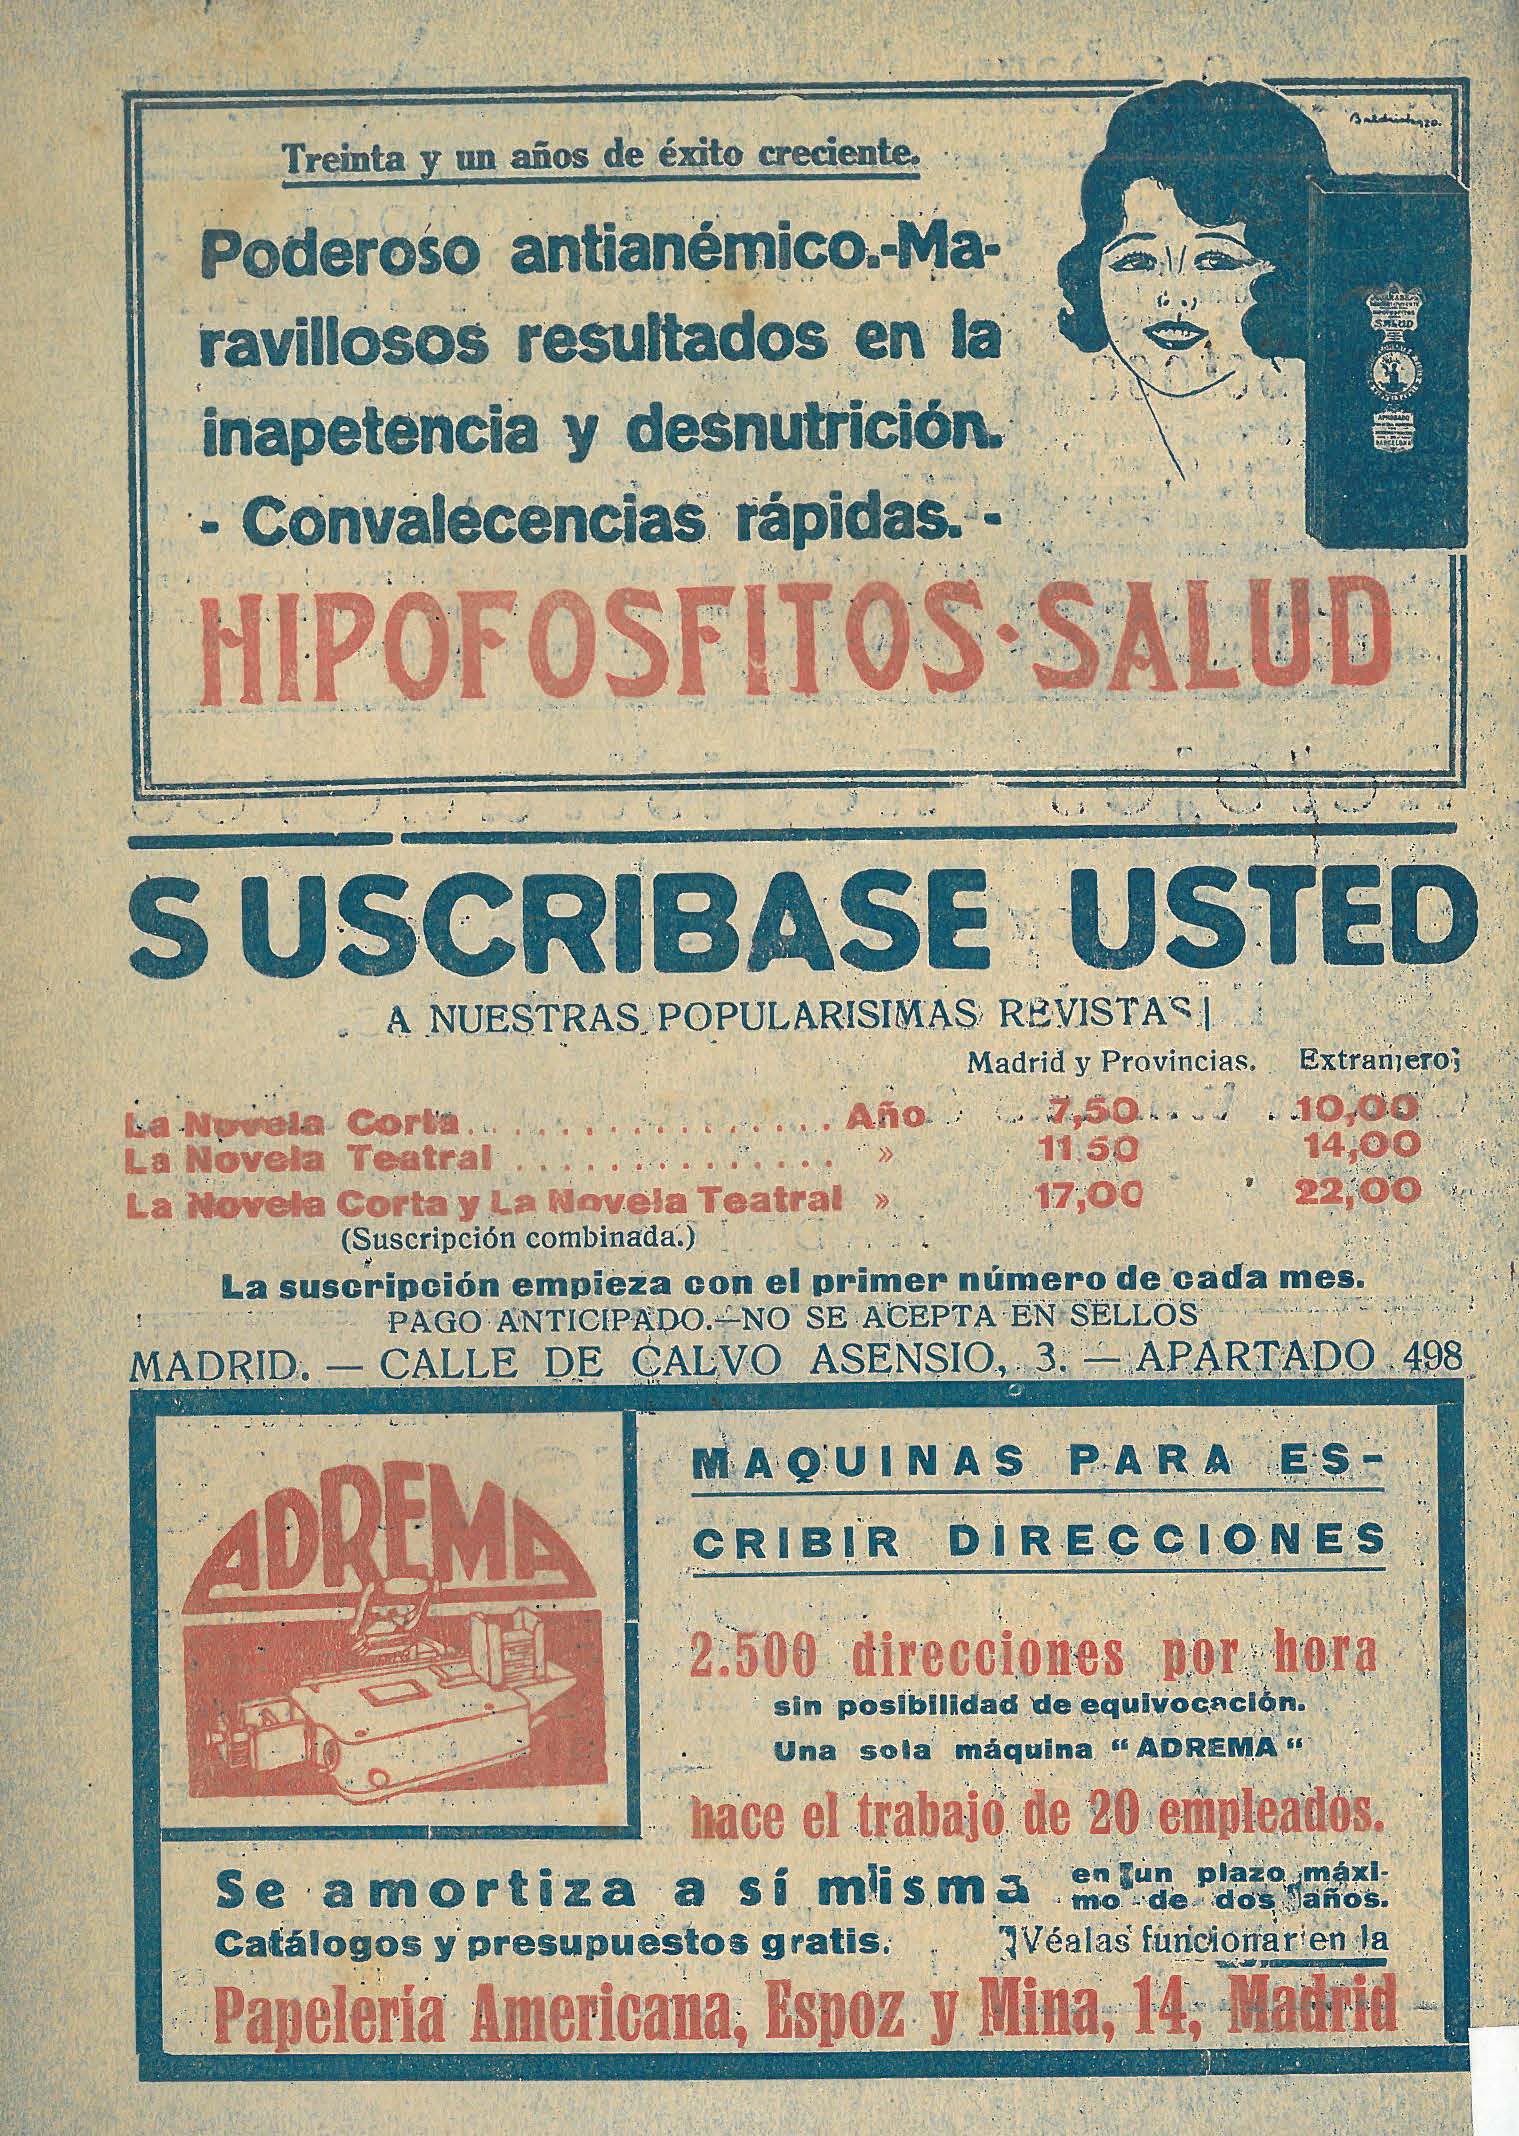 Treinta y un años de éxito creciente.
Poderoso antianémico.-Ma-
ravillosos resultados en la
inapetencia y desnutrición.
- Convalecencias rápidas. -
SALUD
APROBADO
BARCELONA
HIPOFOSFITOS·SALUD
SUSCRIBASE USTED
A NUESTRAS POPULARISIMAS REVISTAS
Madrid y Provincias. Extranjero;
La Novela Corta................. Año 7,50.... 10,00
La Novela Teatral .............. » 11.50 14,00
La Novela Corta y La Novela Teatral » 17,00 22,00
(Suscripción combinada.)
La suscripción empieza con el primer número de cada mes.
PAGO ANTICIPADO.—NO SE ACEPTA EN SELLOS
MADRID. — CALLE DE CALVO ASENSIO, 3. — APARTADO 498
ADREMA
MAQUINAS PARA ES-
CRIBIR DIRECCIONES
2.500 direcciones por hora
sin posibilidad de equivocación.
Una sola máquina “ADREMA“
hace el trabajo de 20 empleados.
Se amortiza a sí misma en un plazo máxi-
mo de dos años.
Catálogos y presupuestos gratis. Véalas funcionar en la
Papelería Americana, Espoz y Mina, 14, Madrid